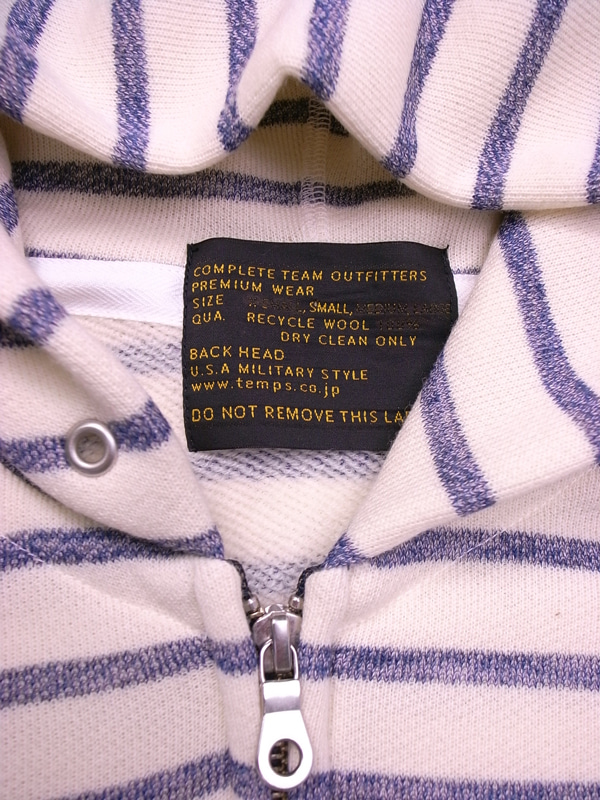 COMPLETE TEAM OUTFITTERS
PREMIUM WEAR
SIZE ,SMALL,
QUA. RECYCLE WOOL
DRY CLEAN ONLY
BACK HEAD
U.S.A MILITARY STYLE
www.temps.co.jp
DO NOT REMOVE THIS LA